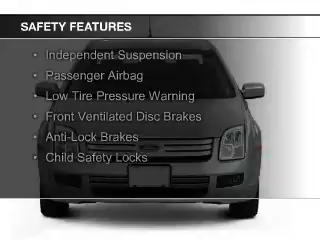 SAFETY FEATURES
• Independent Suspension
• Passenger Airbag
• Low Tire Pressure Warning
• Front Ventilated Disc Brakes
• Anti-Lock Brakes
• Child Safety Locks